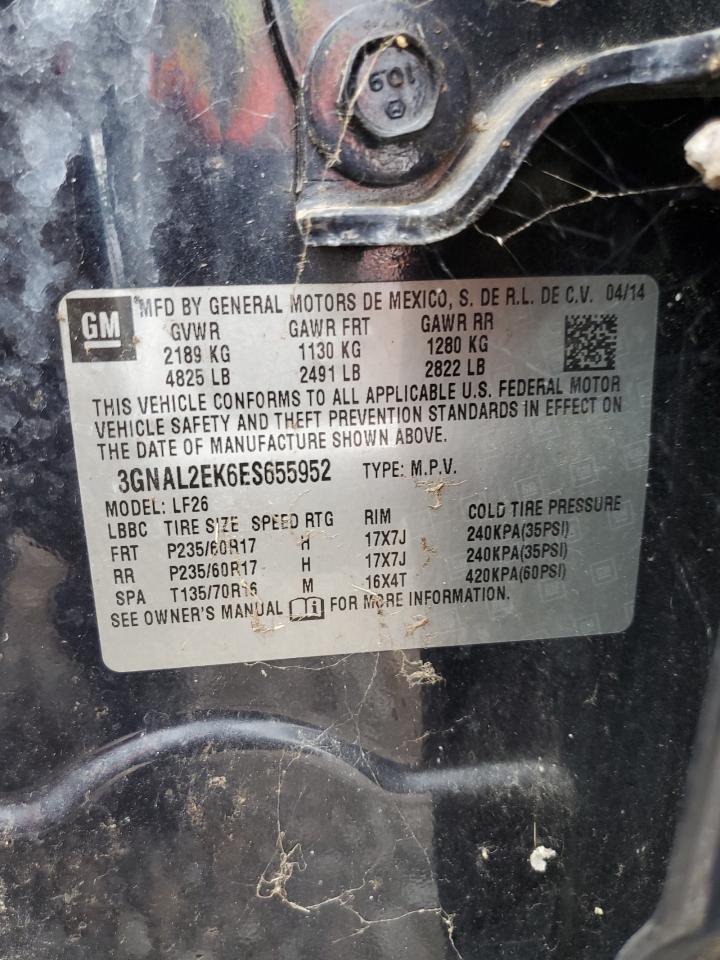 10.9
GM
MFD BY GENERAL MOTORS DE MEXICO, S. DE R.L. DE C.V. 04/14
GVWR GAWR FRT GAWR RR
2189 KG 1130 KG 1280 KG
4825 LB 2491 LB 2822 LB
THIS VEHICLE CONFORMS TO ALL APPLICABLE U.S. FEDERAL MOTOR
VEHICLE SAFETY AND THEFT PREVENTION STANDARDS IN EFFECT ON
THE DATE OF MANUFACTURE SHOWN ABOVE.
3GNAL2EK6ES655952 TYPE: M.P.V.
MODEL: LF26
LBBC TIRE SIZE SPEED RTG RIM COLD TIRE PRESSURE
FRT P235/60R17 H 17X7J 240KPA(35PSI)
RR P235/60R17 H 17X7J 240KPA(35PSI)
SPA T135/70R16 M 16X4T 420KPA(60PSI)
SEE OWNER'S MANUAL FOR MORE INFORMATION.